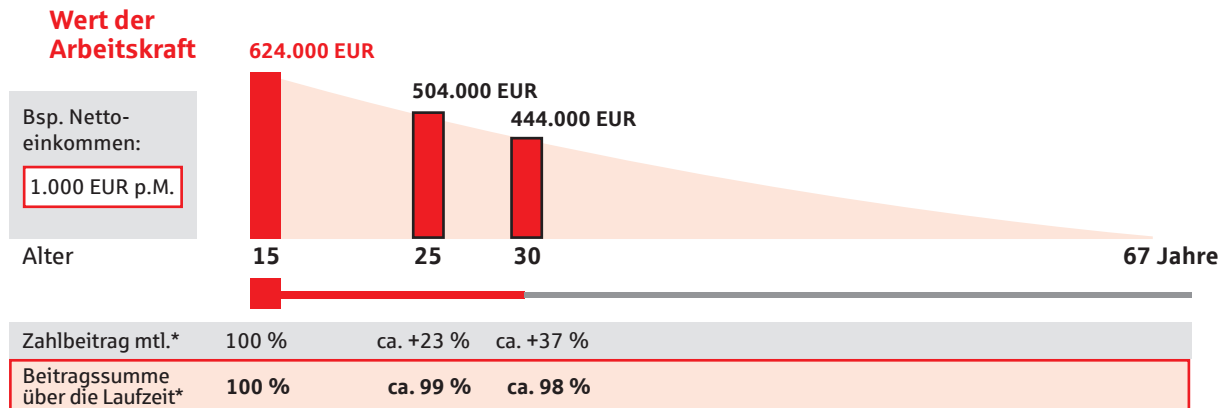 Wert der
Arbeitskraft
624.000 EUR
504.000 EUR
444.000 EUR
Bsp. Netto-
einkommen:
1.000 EUR p.M.
Alter 15 25 30 67 Jahre
Zahlbeitrag mtl.* 100 % ca. +23 % ca. +37 %
Beitragssumme
über die Laufzeit* 100 % ca. 99 % ca. 98 %